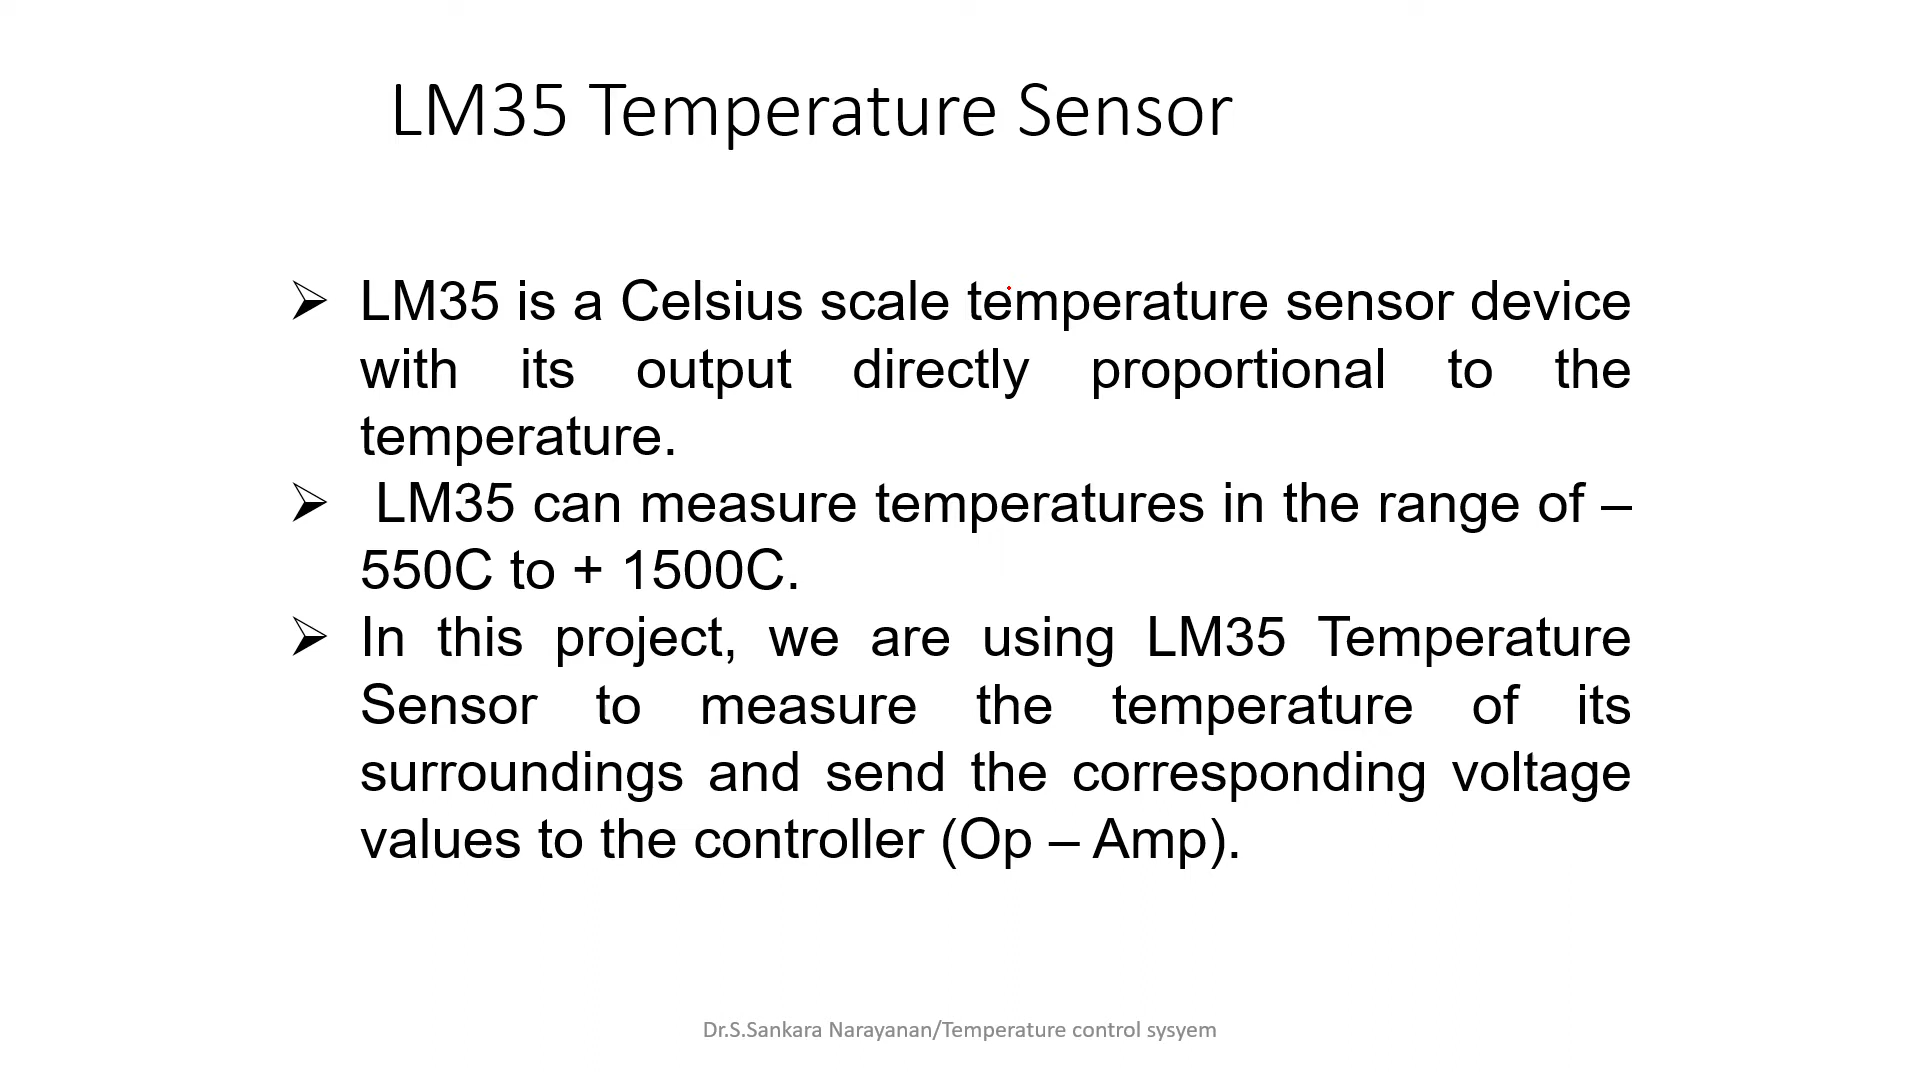 LM35 Temperature Sensor
➢ LM35 is a Celsius scale temperature sensor device
with its output directly proportional to the
temperature.
➢ LM35 can measure temperatures in the range of –
550C to + 1500C.
➢ In this project, we are using LM35 Temperature
Sensor to measure the temperature of its
surroundings and send the corresponding voltage
values to the controller (Op – Amp).
Dr.S.Sankara Narayanan/Temperature control sysyem